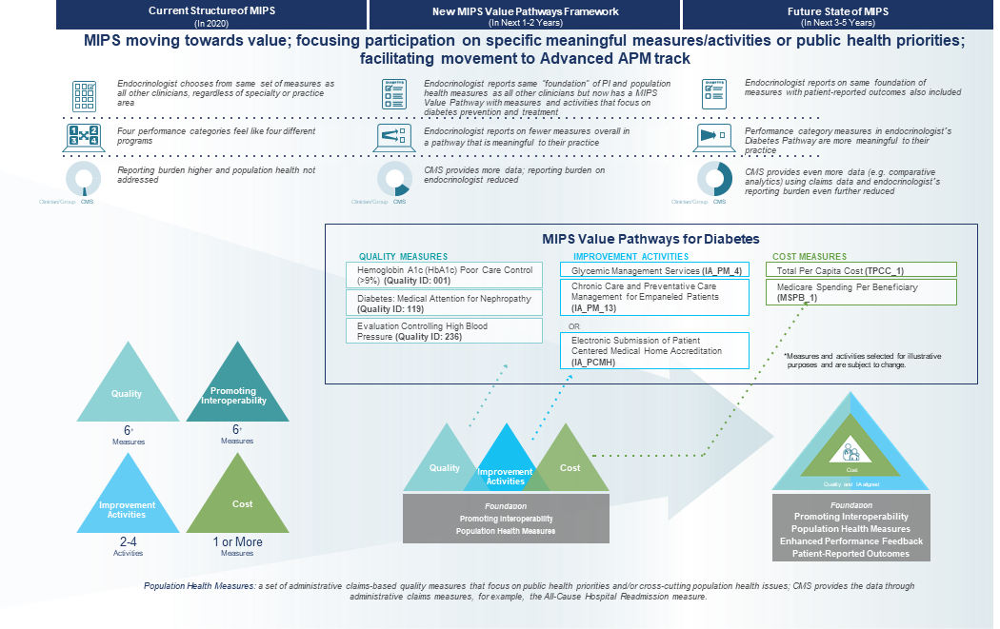 Current Structure of MIPS
(In 2020)
New MIPS Value Pathways Framework
(In Next 1-2 Years)
Future State of MIPS
(In Next 3-5 Years)
MIPS moving towards value; focusing participation on specific meaningful measures/activities or public health priorities;
facilitating movement to Advanced APM track
Endocrinologist chooses from same set of measures as
all other clinicians, regardless of specialty or practice
area
Four performance categories feel like four different
programs
Reporting burden higher and population health not
addressed
1 2
3 4
Clinician/Group CMS
DIABETES
Endocrinologist reports same "foundation" of PI and population
health measures as all other clinicians but now has a MIPS
Value Pathway with measures and activities that focus on
diabetes prevention and treatment
Endocrinologist reports on fewer measures overall in
a pathway that is meaningful to their practice
CMS provides more data; reporting burden on
endocrinologist reduced
Clinician/Group CMS
DIABETES
Endocrinologist reports on same foundation of
measures with patient-reported outcomes also included
Performance category measures in endocrinologist's
Diabetes Pathway are more meaningful to their
practice
CMS provides even more data (e.g. comparative
analytics) using claims data and endocrinologist's
reporting burden even further reduced
Clinician/Group CMS
MIPS Value Pathways for Diabetes
QUALITY MEASURES
Hemoglobin A1c (HbA1c) Poor Care Control
(>9%) (Quality ID: 001)
Diabetes: Medical Attention for Nephropathy
(Quality ID: 119)
Evaluation Controlling High Blood
Pressure (Quality ID: 236)
IMPROVEMENT ACTIVITIES
Glycemic Management Services (IA_PM_4)
Chronic Care and Preventative Care
Management for Empaneled Patients
(IA_PM_13)
OR
Electronic Submission of Patient
Centered Medical Home Accreditation
(IA_PCMH)
COST MEASURES
Total Per Capita Cost (TPCC_1)
Medicare Spending Per Beneficiary
(MSPB_1)
*Measures and activities selected for illustrative
purposes and are subject to change.
Quality
6+
Measures
Promoting
Interoperability
6+
Measures
Improvement
Activities
2-4
Activities
Cost
1 or More
Measures
Quality
Improvement
Activities
Cost
Foundation
Promoting Interoperability
Population Health Measures
Cost
Quality and IA aligned
Foundation
Promoting Interoperability
Population Health Measures
Enhanced Performance Feedback
Patient-Reported Outcomes
Population Health Measures: a set of administrative claims-based quality measures that focus on public health priorities and/or cross-cutting population health issues; CMS provides the data through
administrative claims measures, for example, the All-Cause Hospital Readmission measure.